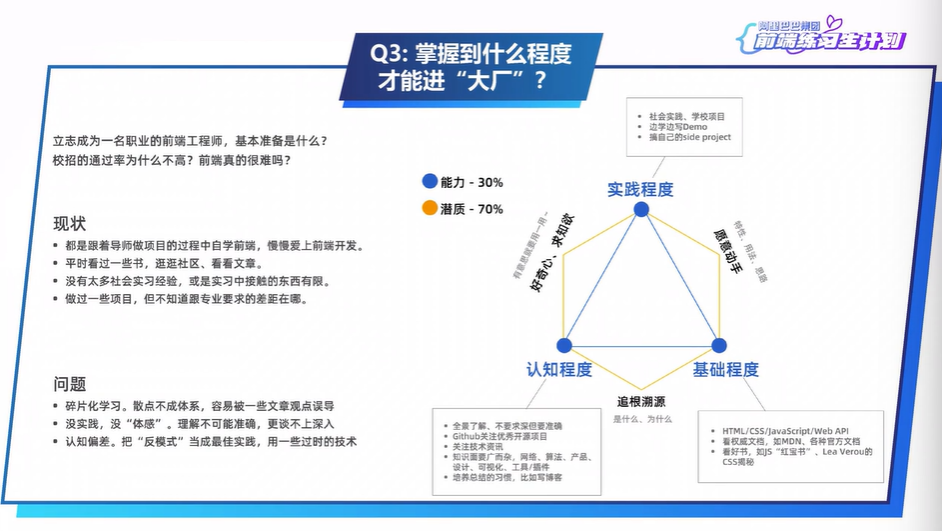 阿里巴巴集团
前端练习生计划
Q3: 掌握到什么程度
才能进“大厂”?
立志成为一名职业的前端工程师，基本准备是什么?
校招的通过率为什么不高? 前端真的很难吗?
现状
• 都是跟着导师做项目的过程中自学前端，慢慢爱上前端开发。
• 平时看过一些书，逛逛社区、看看文章。
• 没有太多社会实习经验，或是实习中接触的东西有限。
• 做过一些项目，但不知道跟专业要求的差距在哪。
问题
• 碎片化学习。散点不成体系，容易被一些文章观点误导
• 没实践，没“体感”。理解不可能准确，更谈不上深入
• 认知偏差。把“反模式”当成最佳实践，用一些过时的技术
能力 - 30%
潜质 - 70%
• 社会实践、学校项目
• 边学边写Demo
• 搞自己的side project
实践程度
有意思就要用一用~
好奇心、求知欲
愿意动手
特性、用法、思路
认知程度
基础程度
追根溯源
是什么、为什么
• 全景了解、不要求深但要准确
• Github关注优秀开源项目
• 关注技术资讯
• 知识面要广而杂，网络、算法、产品、
设计、可视化、工具/插件
• 培养总结的习惯，比如写博客
• HTML/CSS/JavaScript/Web API
• 看权威文档，如MDN、各种官方文档
• 看好书，如JS“红宝书”、Lea Verou的
CSS揭秘